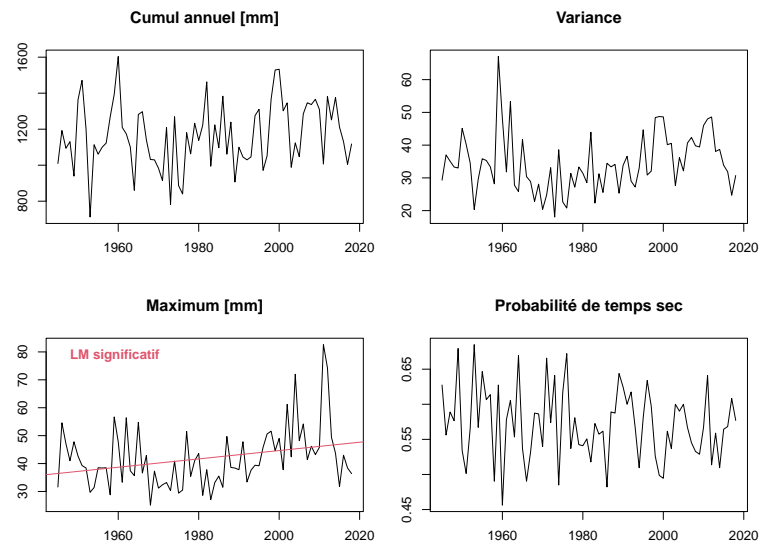 Cumul annuel [mm]
1600
1200
800
1960 1980 2000 2020
Variance
60
50
40
30
20
1960 1980 2000 2020
Maximum [mm]
LM significatif
80
70
60
50
40
30
1960 1980 2000 2020
Probabilité de temps sec
0.65
0.55
0.45
1960 1980 2000 2020